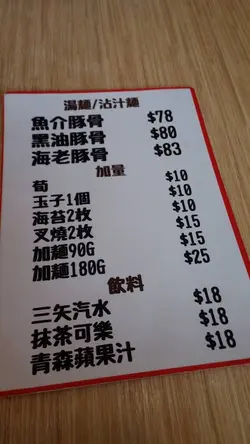 湯麵/沾汁麵
魚介豚骨 $78
黑油豚骨 $80
海老豚骨 $83
加量
荀 $10
玉子1個 $10
海苔2枚 $10
叉燒2枚 $15
加麵90G $15
加麵180G $25
飲料
三矢汽水 $18
抹茶可樂 $18
青森蘋果汁 $18